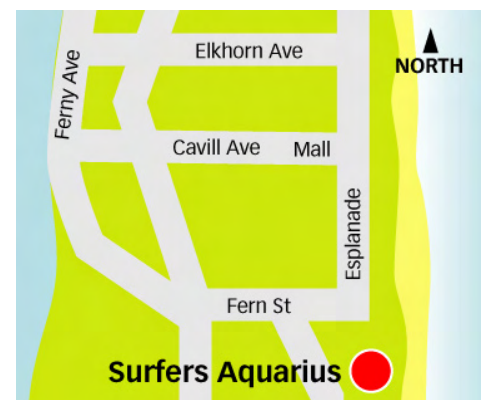 Elkhorn Ave
NORTH
Ferny Ave
Cavill Ave Mall
Esplanade
Fern St
Surfers Aquarius